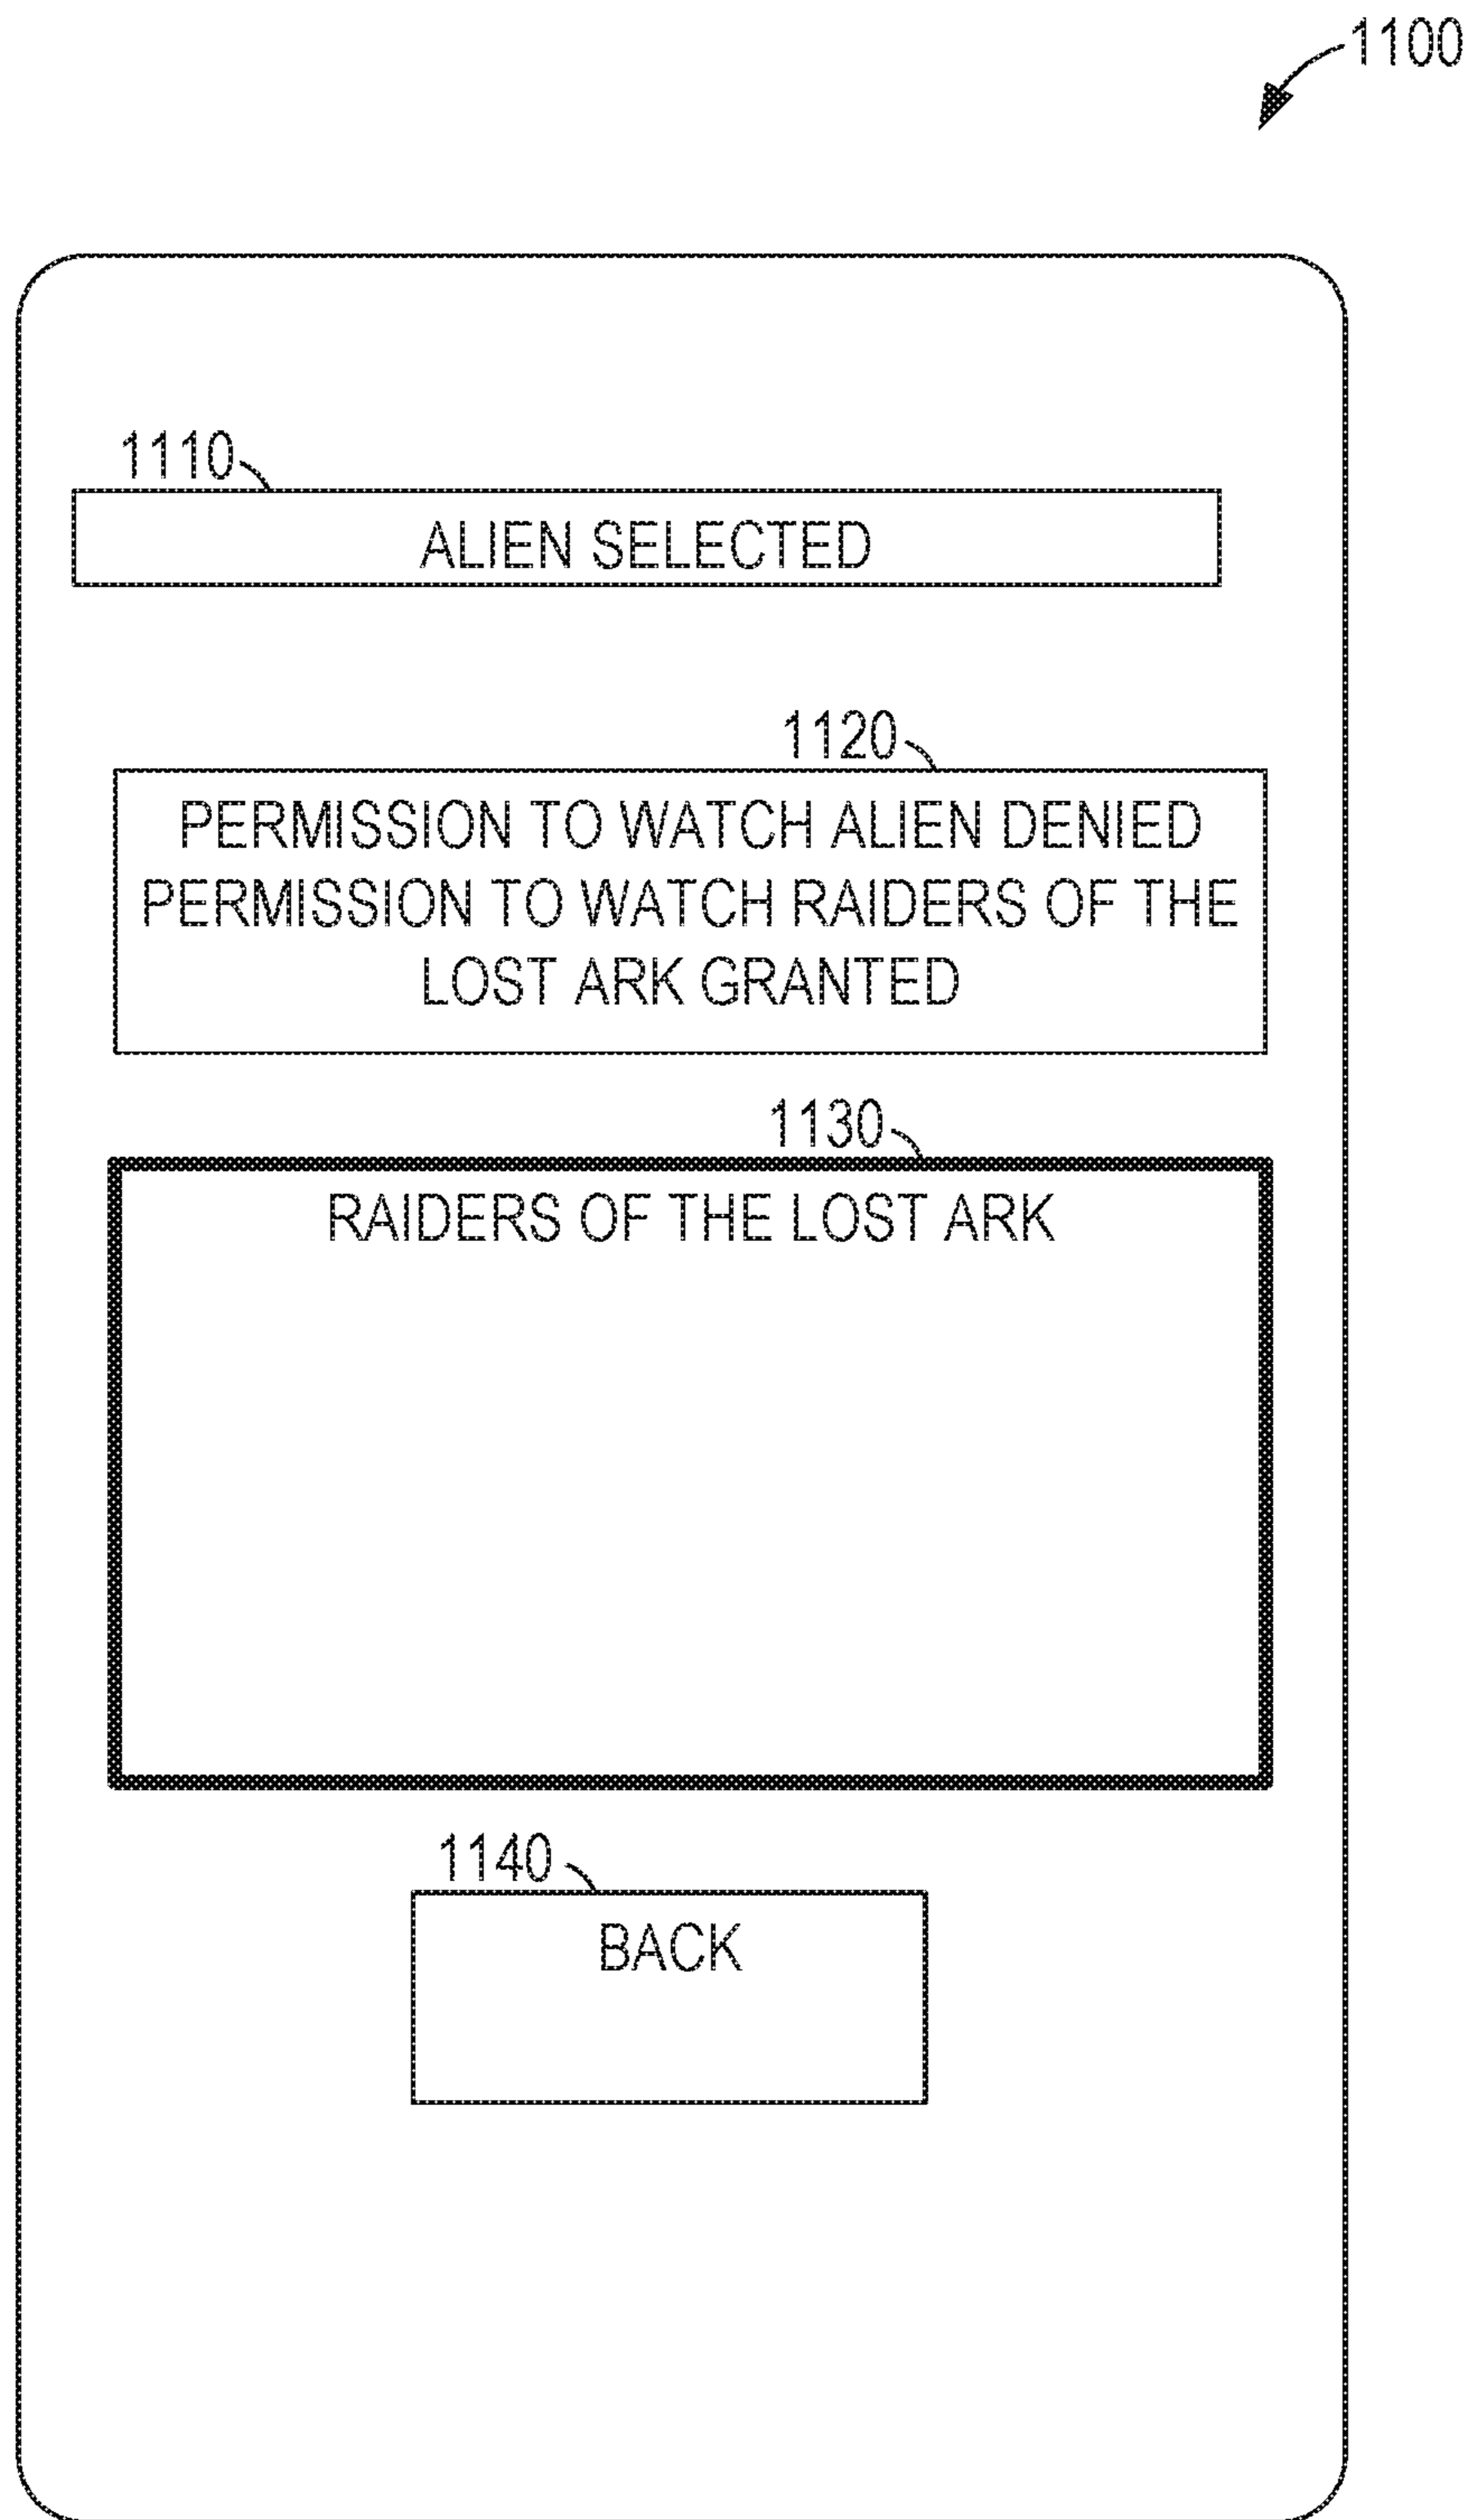 1100
1110
ALIEN SELECTED
1120
PERMISSION TO WATCH ALIEN DENIED
PERMISSION TO WATCH RAIDERS OF THE
LOST ARK GRANTED
1130
RAIDERS OF THE LOST ARK
1140
BACK